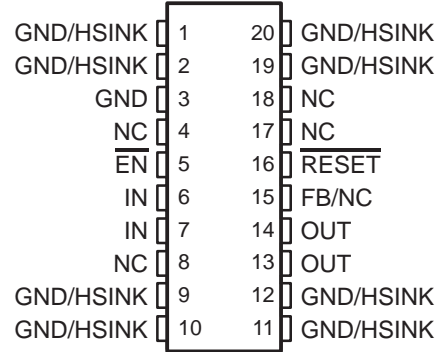 GND/HSINK 1 20 GND/HSINK
GND/HSINK 2 19 GND/HSINK
GND 3 18 NC
NC 4 17 NC
EN 5 16 RESET
IN 6 15 FB/NC
IN 7 14 OUT
NC 8 13 OUT
GND/HSINK 9 12 GND/HSINK
GND/HSINK 10 11 GND/HSINK